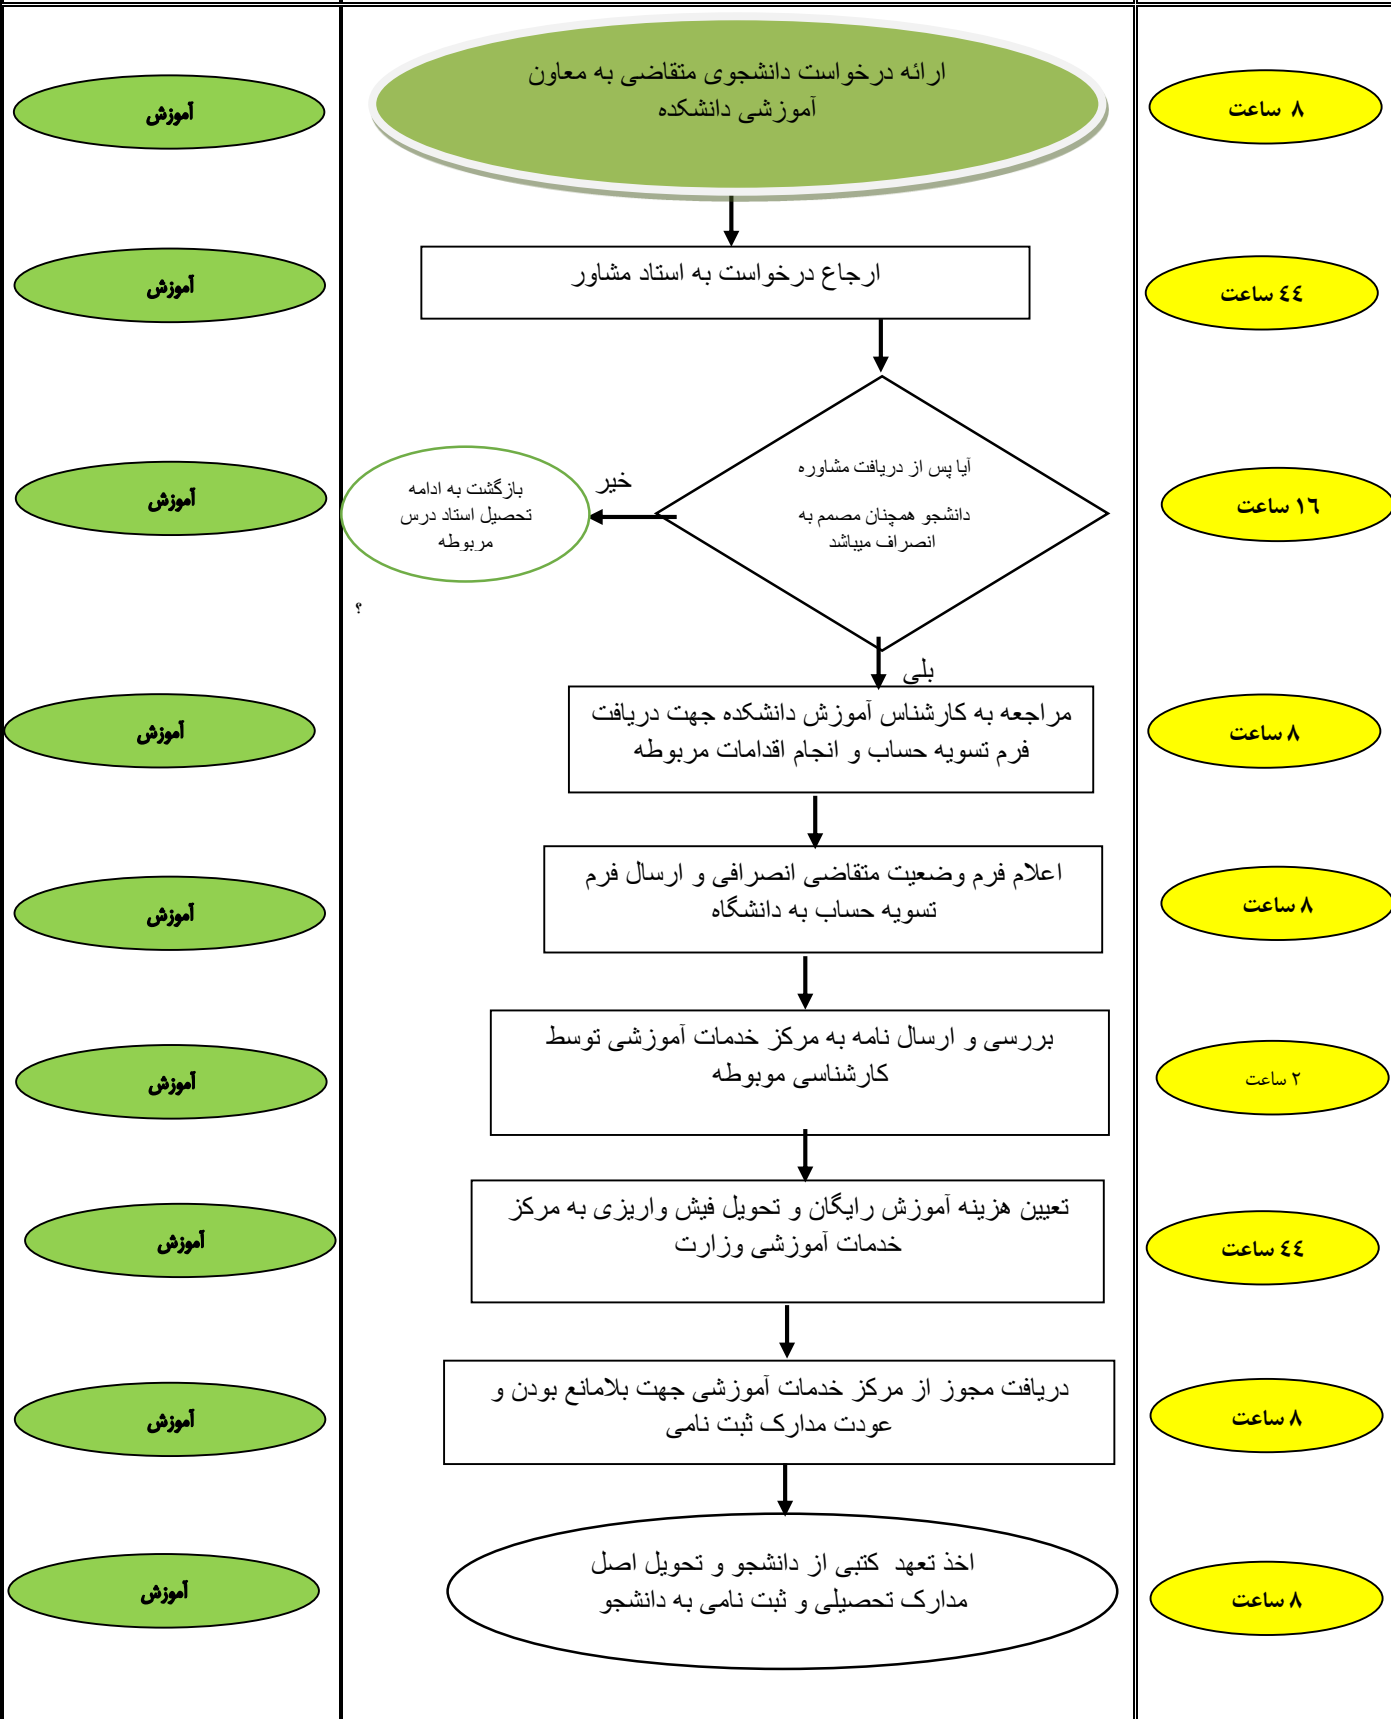 ارائه درخواست دانشجوی متقاضی به معاون
آموزشی دانشکده
۸ ساعت
آموزش
ارجاع درخواست به استاد مشاور
٤٤ ساعت
آموزش
آیا پس از دریافت مشاوره
دانشجو همچنان مصمم به
انصراف میباشد
۱٦ ساعت
خیر
بازگشت به ادامه
تحصیل استاد درس
مربوطه
آموزش
؟
بلی
مراجعه به کارشناس آموزش دانشکده جهت دریافت
فرم تسویه حساب و انجام اقدامات مربوطه
۸ ساعت
آموزش
اعلام فرم وضعیت متقاضی انصرافی و ارسال فرم
تسویه حساب به دانشگاه
۸ ساعت
آموزش
بررسی و ارسال نامه به مرکز خدمات آموزشی توسط
کارشناسی موبوطه
۲ ساعت
آموزش
تعیین هزینه آموزش رایگان و تحویل فیش واریزی به مرکز
خدمات آموزشی وزارت
٤٤ ساعت
آموزش
دریافت مجوز از مرکز خدمات آموزشی جهت بلامانع بودن و
عودت مدارک ثبت نامی
۸ ساعت
آموزش
اخذ تعهد کتبی از دانشجو و تحویل اصل
مدارک تحصیلی و ثبت نامی به دانشجو
۸ ساعت
آموزش